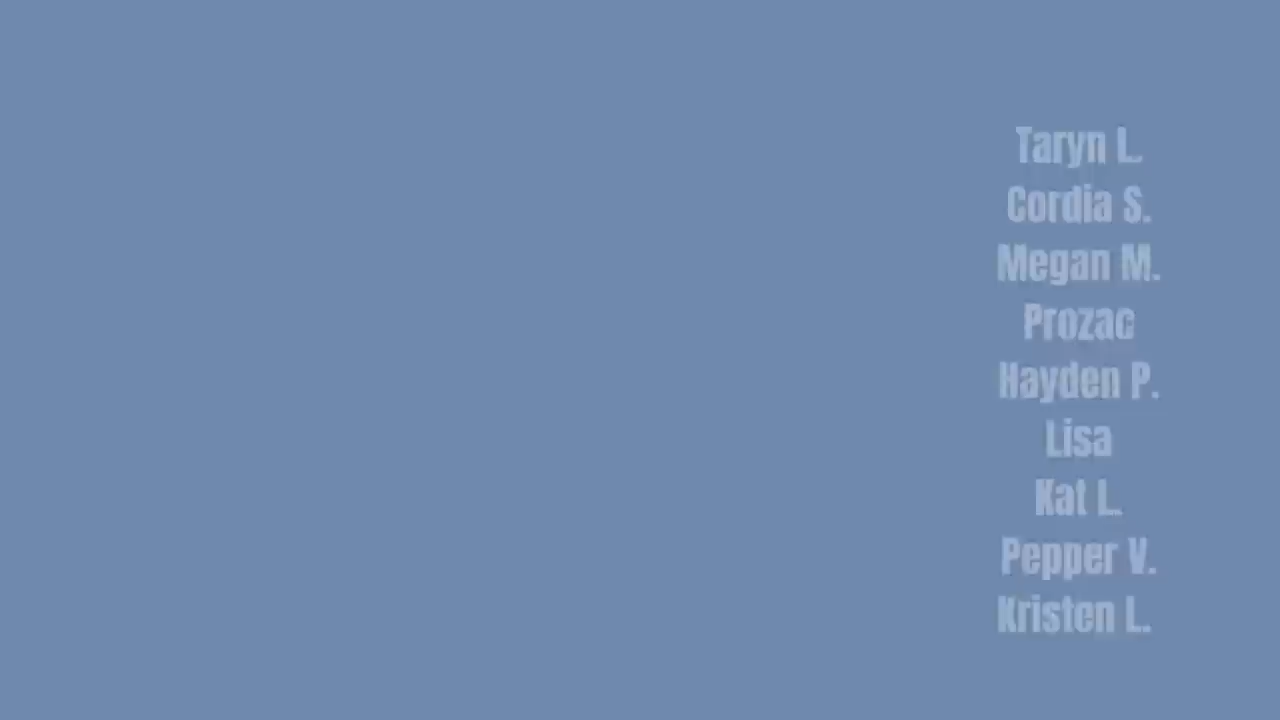 Taryn L.
Cordia S.
Megan M.
Prozac
Hayden P.
Lisa
Kat L.
Pepper V.
Kristen L.